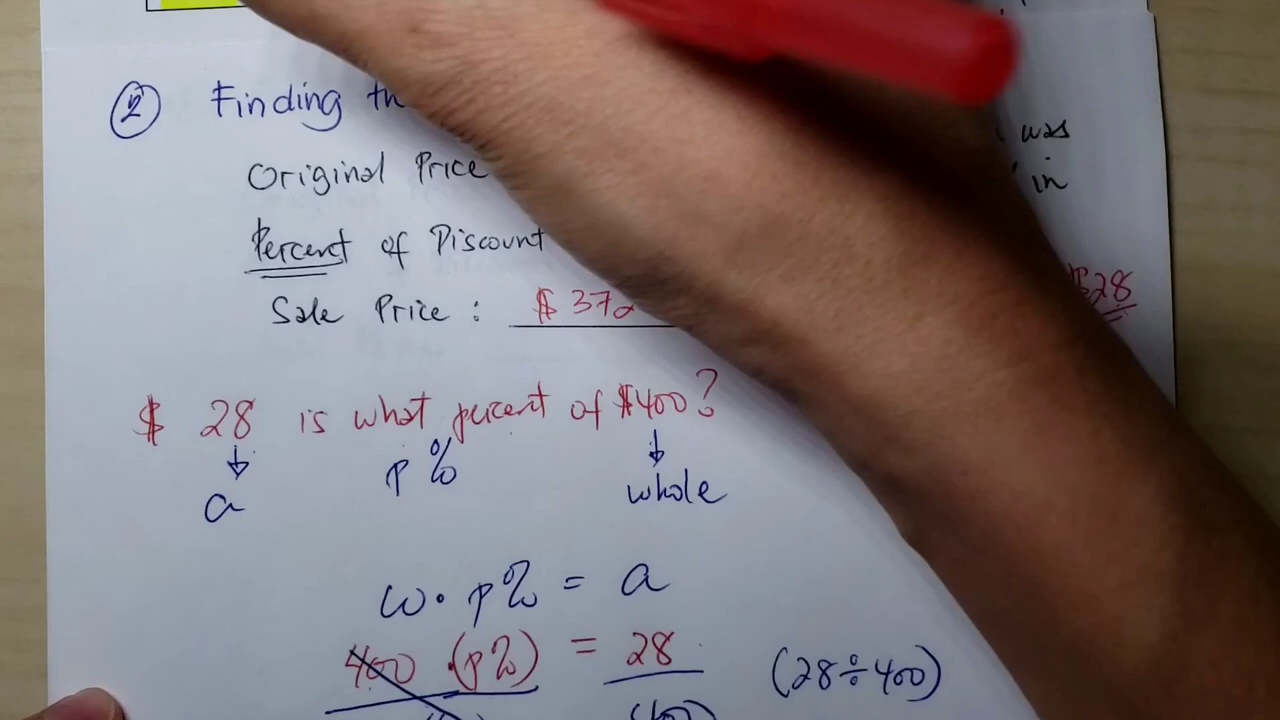 ② Finding th
Original Price
was
in
Percent of Discount
Sale Price : $ 372
$28
$ 28 is what percent of $400?
a p% whole
w · p% = a
400 · (p%) = 28 (28÷400)